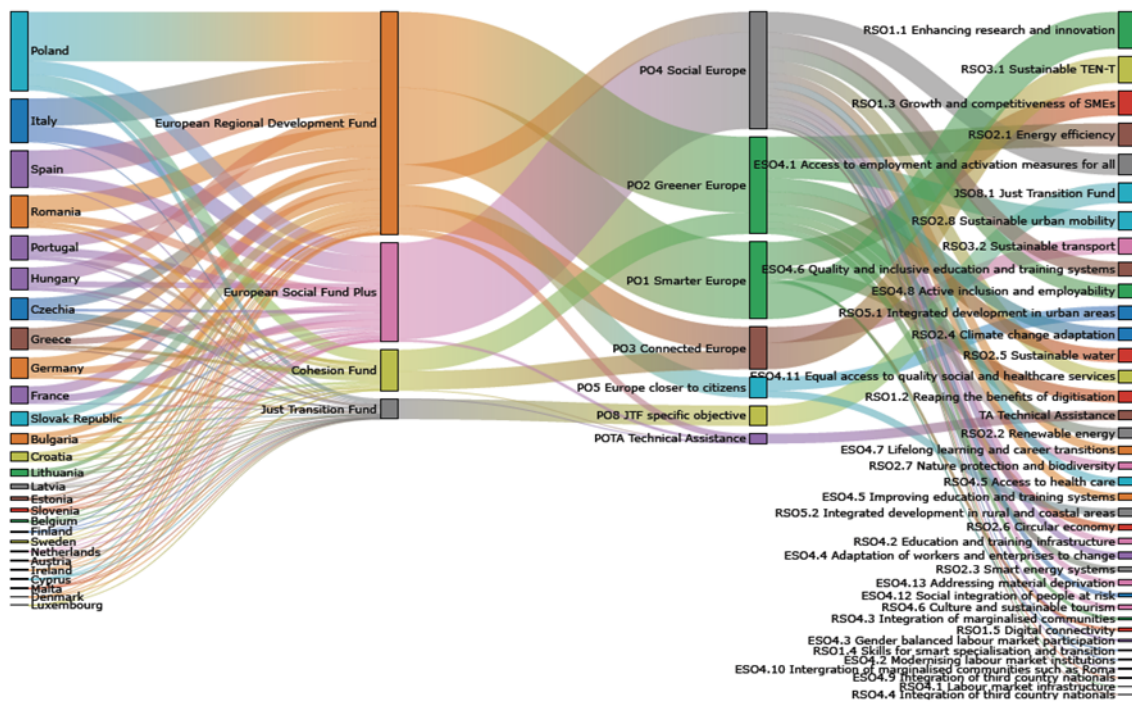 Poland
Italy
Spain
Romania
Portugal
Hungary
Czechia
Greece
Germany
France
Slovak Republic
Bulgaria
Croatia
Lithuania
Latvia
Estonia
Slovenia
Belgium
Finland
Sweden
Netherlands
Austria
Ireland
Cyprus
Malta
Denmark
Luxembourg
European Regional Development Fund
European Social Fund Plus
Cohesion Fund
Just Transition Fund
PO4 Social Europe
PO2 Greener Europe
PO1 Smarter Europe
PO3 Connected Europe
PO5 Europe closer to citizens
PO8 JTF specific objective
POTA Technical Assistance
RSO1.1 Enhancing research and innovation
RSO3.1 Sustainable TEN-T
RSO1.3 Growth and competitiveness of SMEs
RSO2.1 Energy efficiency
ESO4.1 Access to employment and activation measures for all
JSO8.1 Just Transition Fund
RSO2.8 Sustainable urban mobility
RSO3.2 Sustainable transport
ESO4.6 Quality and inclusive education and training systems
ESO4.8 Active inclusion and employability
RSO5.1 Integrated development in urban areas
RSO2.4 Climate change adaptation
RSO2.5 Sustainable water
ESO4.11 Equal access to quality social and healthcare services
RSO1.2 Reaping the benefits of digitisation
TA Technical Assistance
RSO2.2 Renewable energy
ESO4.7 Lifelong learning and career transitions
RSO2.7 Nature protection and biodiversity
RSO4.5 Access to health care
ESO4.5 Improving education and training systems
RSO5.2 Integrated development in rural and coastal areas
RSO2.6 Circular economy
RSO4.2 Education and training infrastructure
ESO4.4 Adaptation of workers and enterprises to change
RSO2.3 Smart energy systems
ESO4.13 Addressing material deprivation
ESO4.12 Social integration of people at risk
RSO4.6 Culture and sustainable tourism
RSO4.3 Integration of marginalised communities
RSO1.5 Digital connectivity
ESO4.3 Gender balanced labour market participation
RSO1.4 Skills for smart specialisation and transition
ESO4.2 Modernising labour market institutions
ESO4.10 Intergration of marginalised communities such as Roma
ESO4.9 Integration of third country nationals
RSO4.1 Labour market infrastructure
RSO4.4 Integration of third country nationals